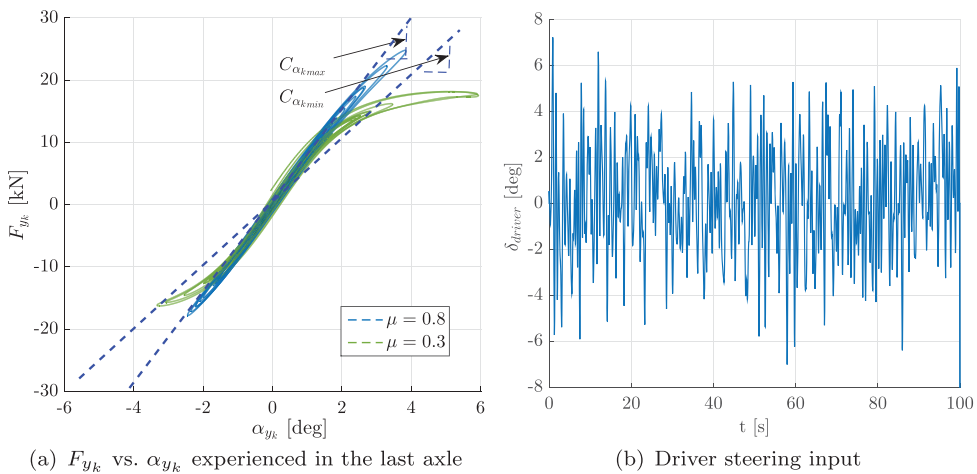 30
20
10
0
-10
-20
-30
-6
-4
-2
0
2
4
6
F_{y_k} [kN]
α_{y_k} [deg]
C_{α_{kmax}}
C_{α_{kmin}}
μ = 0.8
μ = 0.3
(a) F_{y_k} vs. α_{y_k} experienced in the last axle
8
6
4
2
0
-2
-4
-6
-8
0
20
40
60
80
100
δ_{driver} [deg]
t [s]
(b) Driver steering input